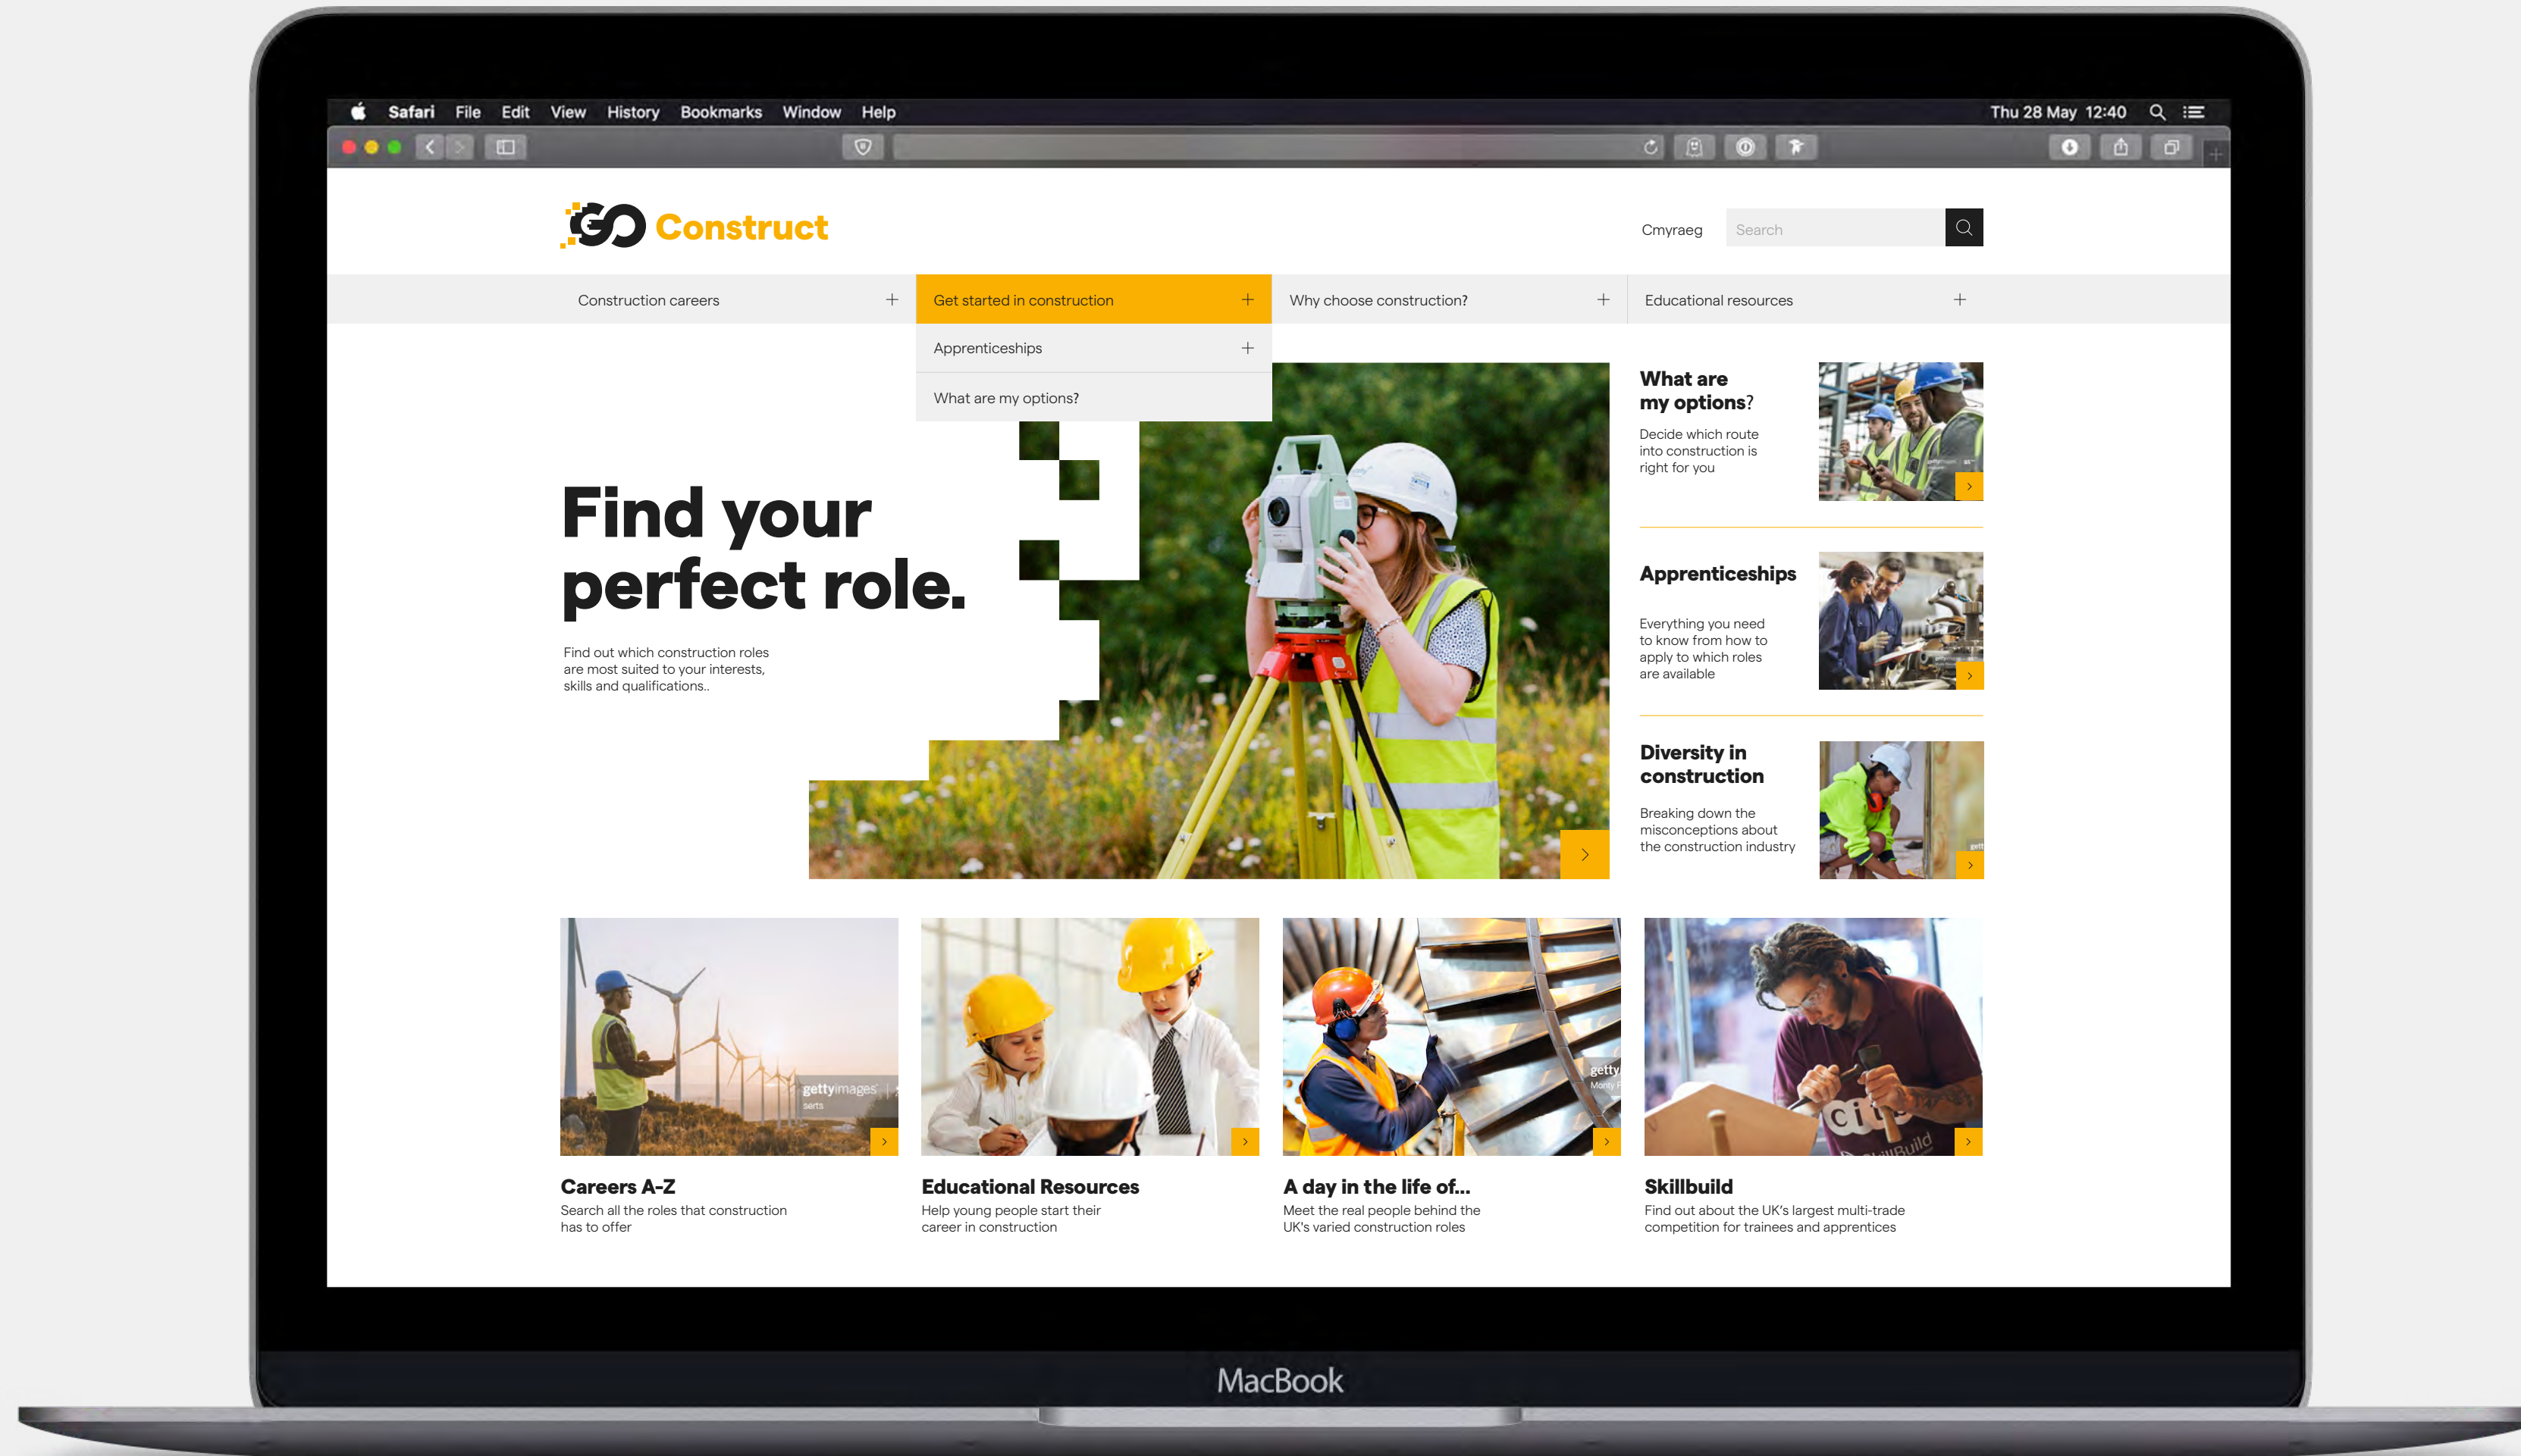 Safari File Edit View History Bookmarks Window Help
Thu 28 May 12:40
GO Construct
Cmyraeg
Search
Construction careers
Get started in construction
Why choose construction?
Educational resources
Apprenticeships
What are my options?
Find your
perfect role.
Find out which construction roles
are most suited to your interests,
skills and qualifications..
What are
my options?
Decide which route
into construction is
right for you
Apprenticeships
Everything you need
to know from how to
apply to which roles
are available
Diversity in
construction
Breaking down the
misconceptions about
the construction industry
gettyimages
serts
getty
Monty F
SkillBuild
Careers A-Z
Search all the roles that construction
has to offer
Educational Resources
Help young people start their
career in construction
A day in the life of...
Meet the real people behind the
UK's varied construction roles
Skillbuild
Find out about the UK's largest multi-trade
competition for trainees and apprentices
MacBook